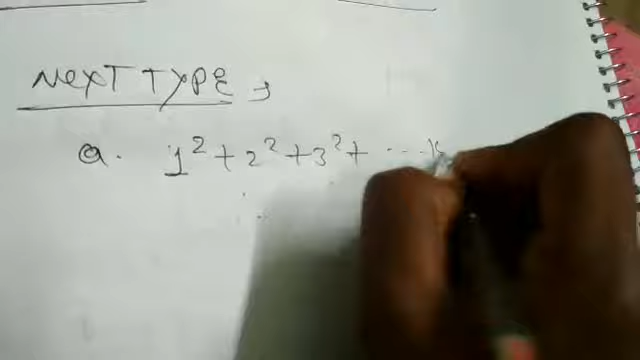 NEXT TYPE
Q. 1² + 2² + 3² + ....